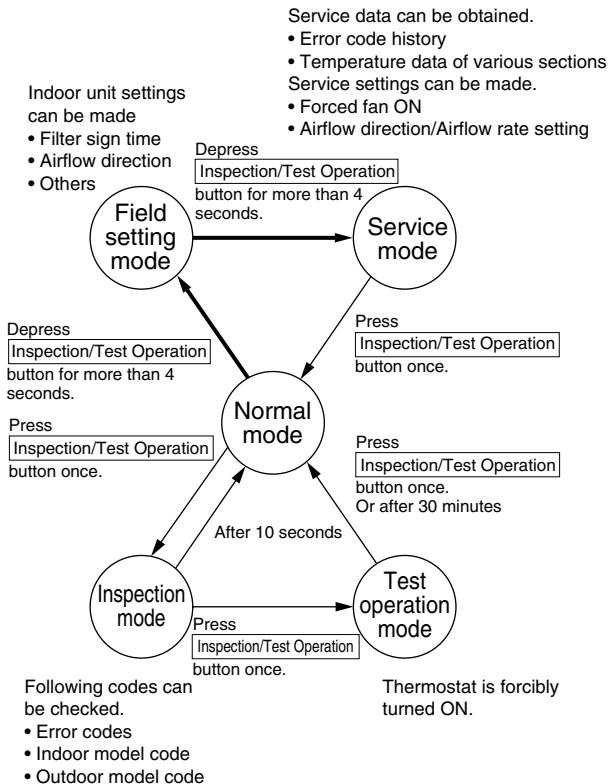 Service data can be obtained.
• Error code history
• Temperature data of various sections
Service settings can be made.
• Forced fan ON
• Airflow direction/Airflow rate setting
Indoor unit settings
can be made
• Filter sign time
• Airflow direction
• Others
Depress
Inspection/Test Operation
button for more than 4
seconds.
Field
setting
mode
Service
mode
Depress
Inspection/Test Operation
button for more than 4
seconds.
Press
Inspection/Test Operation
button once.
Normal
mode
Press
Inspection/Test Operation
button once.
Press
Inspection/Test Operation
button once.
Or after 30 minutes
After 10 seconds
Inspection
mode
Test
operation
mode
Press
Inspection/Test Operation
button once.
Following codes can
be checked.
• Error codes
• Indoor model code
• Outdoor model code
Thermostat is forcibly
turned ON.